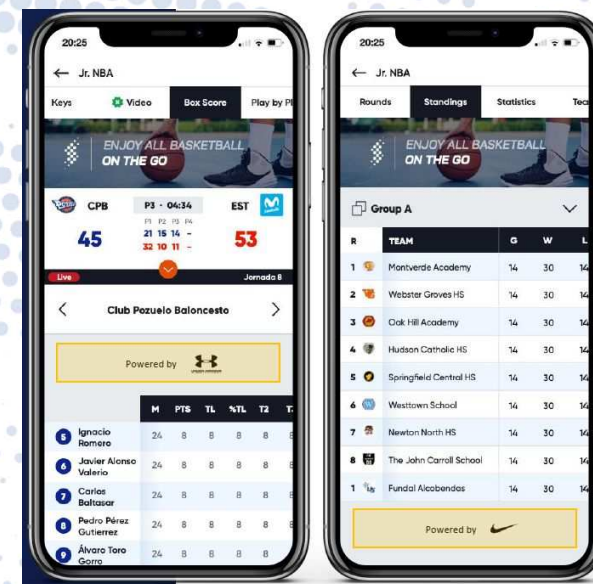 20:25
← Jr. NBA
Keys Video Box Score Play by Pl
ENJOY ALL BASKETBALL
ON THE GO
CPB P3 - 04:34 EST
P1 P2 P3 P4
45 21 15 14 - 53
32 10 11 -
Live Jornada 8
Club Pozuelo Baloncesto
Powered by UNDER ARMOUR
M PTS TL %TL T2
5 Ignacio Romero 24 8 8 8 8 8
6 Javier Alonso Valerio 24 8 8 8 8 8
7 Carlos Baltasar 24 8 8 8 8 8
8 Pedro Pérez Gutierrez 24 8 8 8 8 8
9 Álvaro Toro Gorro 24 8 8 8 8
20:25
← Jr. NBA
Rounds Standings Statistics Tea
ENJOY ALL BASKETBALL
ON THE GO
Group A
R TEAM G W L
1 Montverde Academy 14 30 14
2 Webster Groves HS 14 30 14
3 Oak Hill Academy 14 30 14
4 Hudson Catholic HS 14 30 14
5 Springfield Central HS 14 30 14
6 Westtown School 14 30 14
7 Newton North HS 14 30 14
8 The John Carroll School 14 30 14
1 Fundal Alcobendas 14 30 14
Powered by